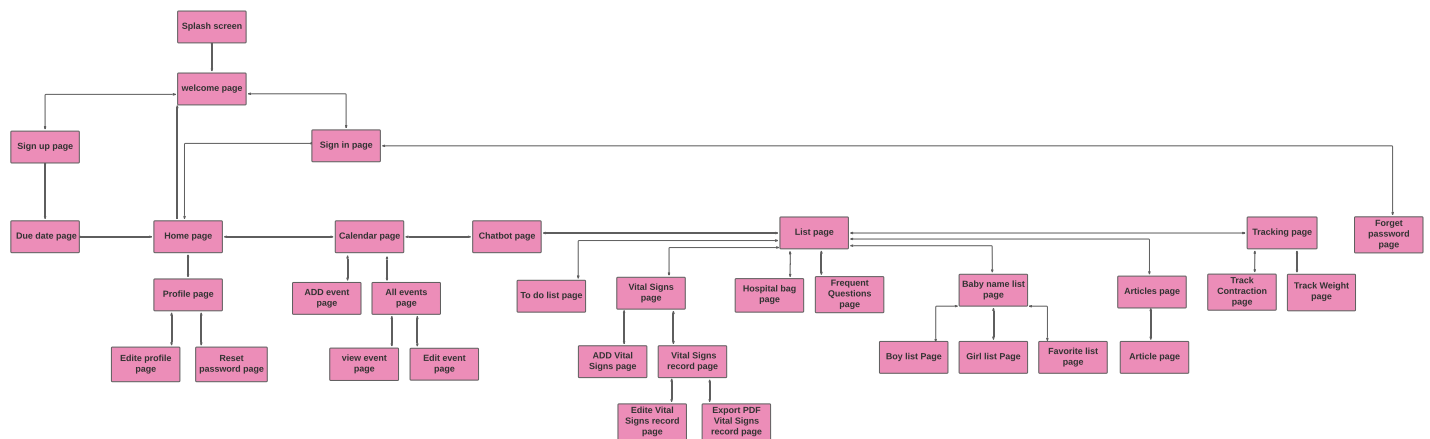 Splash screen
welcome page
Sign up page
Sign in page
Due date page
Home page
Calendar page
Chatbot page
List page
Tracking page
Forget
password
page
Profile page
ADD event
page
All events
page
To do list page
Vital Signs
page
Hospital bag
page
Frequent
Questions
page
Baby name list
page
Articles page
Track
Contraction
page
Track Weight
page
Edite profile
page
Reset
password page
view event
page
Edit event
page
ADD Vital
Signs page
Vital Signs
record page
Boy list Page
Girl list Page
Favorite list
page
Article page
Edite Vital
Signs record
page
Export PDF
Vital Signs
record page